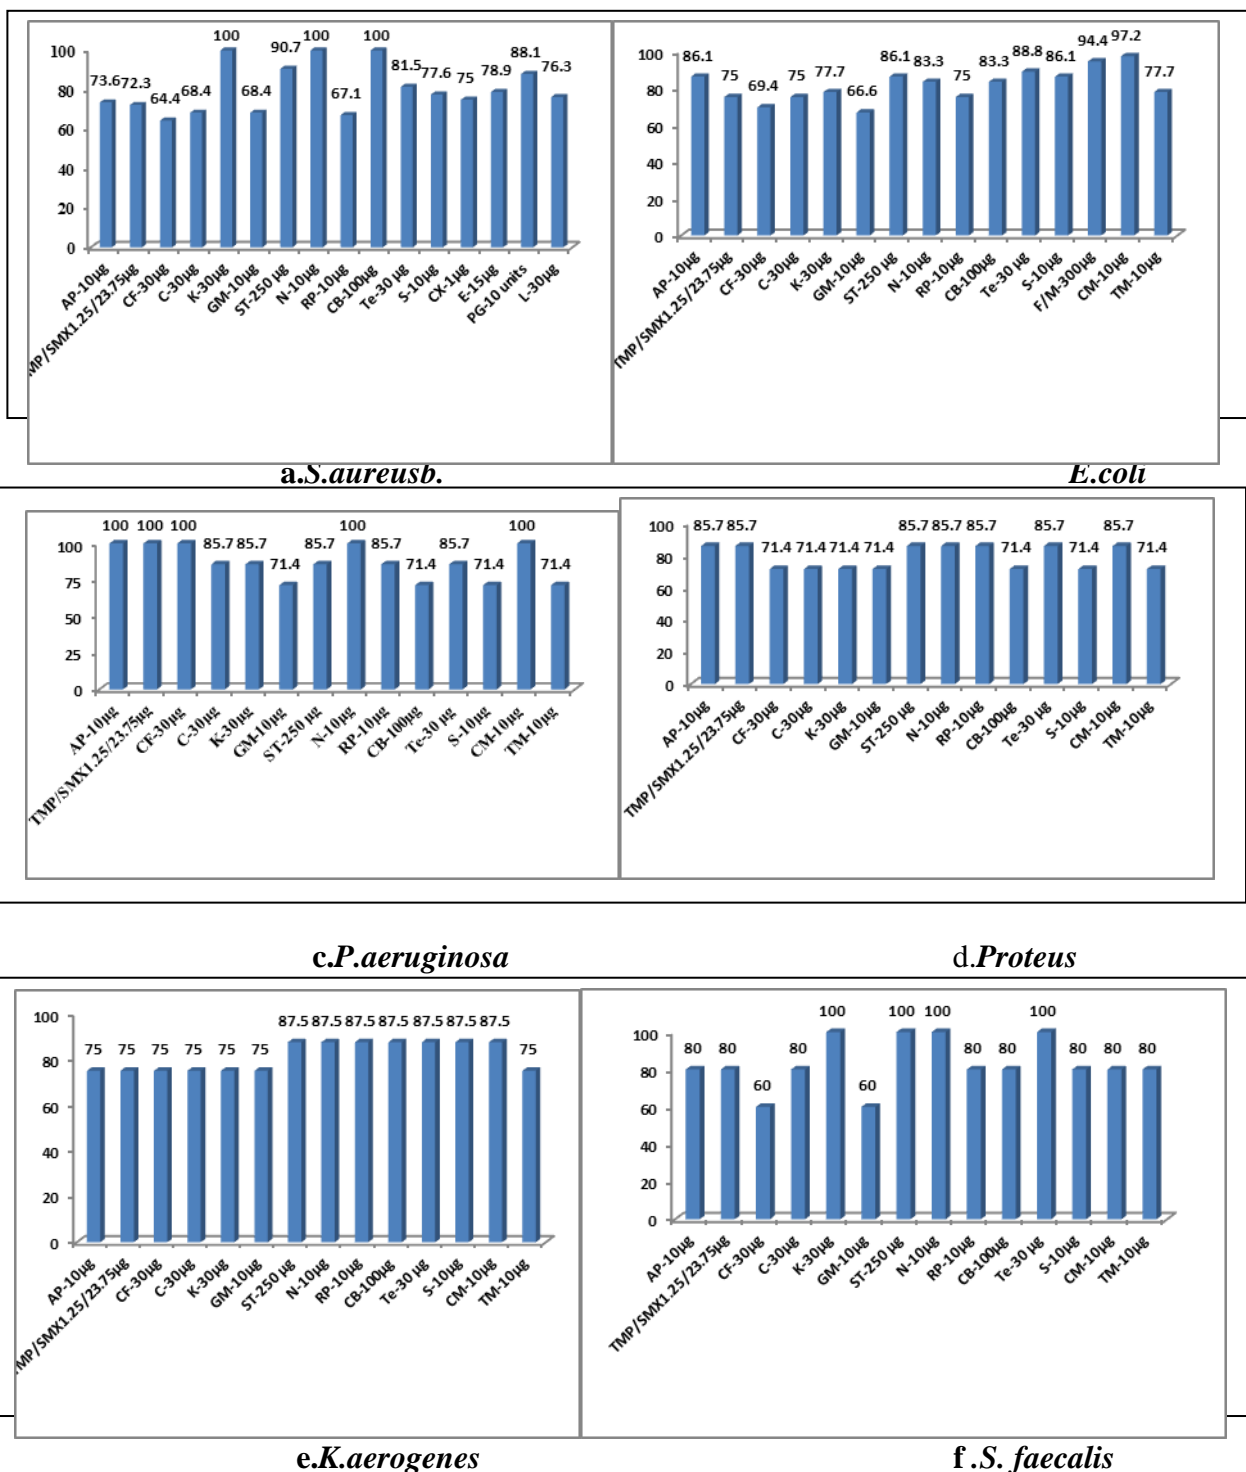 100 100 100
90.7
88.1
81.5
77.6
75
78.9
76.3
73.6
72.3
64.4
68.4
68.4
67.1
100
80
60
40
20
0
AP-10µg
MP/SMX1.25/23.75µg
CF-30µg
C-30µg
K-30µg
GM-10µg
ST-250 µg
N-10µg
RP-10µg
CB-100µg
Te-30 µg
S-10µg
CX-1µg
E-15µg
PG-10 units
L-30µg
86.1 75 69.4 75 77.7 66.6 86.1 83.3 75 83.3 88.8 86.1 94.4 97.2 77.7
100
80
60
40
20
0
AP-10µg
TMP/SMX1.25/23.75µg
CF-30µg
C-30µg
K-30µg
GM-10µg
ST-250 µg
N-10µg
RP-10µg
CB-100µg
Te-30 µg
S-10µg
F/M-300µg
CM-10µg
TM-10µg
a.S.aureusb. E.coli
100 100 100 85.7 85.7 71.4 85.7 100 85.7 71.4 85.7 71.4 100 71.4
100
75
50
25
0
AP-10µg
TMP/SMX1.25/23.75µg
CF-30µg
C-30µg
K-30µg
GM-10µg
ST-250 µg
N-10µg
RP-10µg
CB-100µg
Te-30 µg
S-10µg
CM-10µg
TM-10µg
85.7 85.7 71.4 71.4 71.4 71.4 85.7 85.7 85.7 71.4 85.7 71.4 85.7 71.4
100
80
60
40
20
0
AP-10µg
TMP/SMX1.25/23.75µg
CF-30µg
C-30µg
K-30µg
GM-10µg
ST-250 µg
N-10µg
RP-10µg
CB-100µg
Te-30 µg
S-10µg
CM-10µg
TM-10µg
c.P.aeruginosa d.Proteus
75 75 75 75 75 75 87.5 87.5 87.5 87.5 87.5 87.5 87.5 75
100
80
60
40
20
0
AP-10µg
MP/SMX1.25/23.75µg
CF-30µg
C-30µg
K-30µg
GM-10µg
ST-250 µg
N-10µg
RP-10µg
CB-100µg
Te-30 µg
S-10µg
CM-10µg
TM-10µg
80 80 60 80 100 60 100 100 80 80 100 80 80 80
100
80
60
40
20
0
AP-10µg
TMP/SMX1.25/23.75µg
CF-30µg
C-30µg
K-30µg
GM-10µg
ST-250 µg
N-10µg
RP-10µg
CB-100µg
Te-30 µg
S-10µg
CM-10µg
TM-10µg
e.K.aerogenes f .S. faecalis